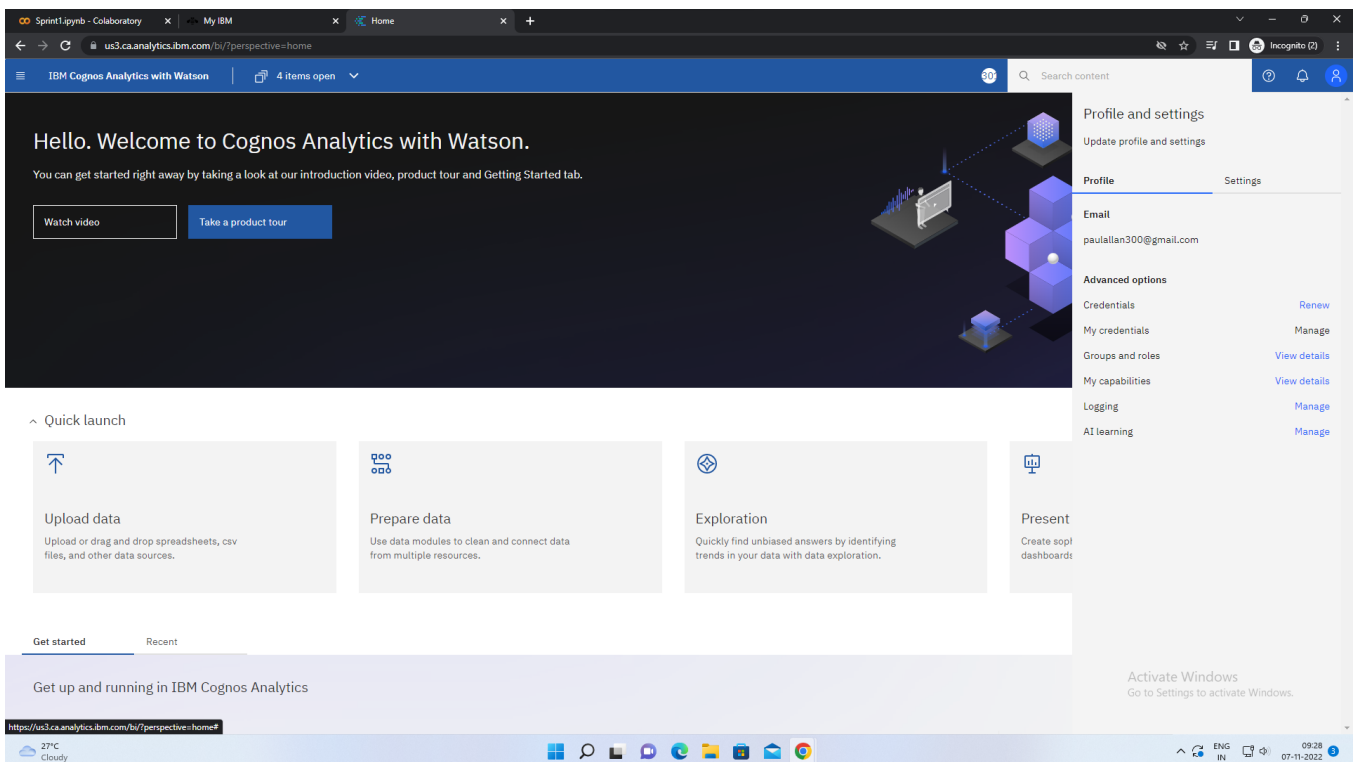 Sprint1.ipynb - Colaboratory
My IBM
Home
us3.ca.analytics.ibm.com/bi/?perspective=home
Incognito (2)
IBM Cognos Analytics with Watson
4 items open
30
Search content
Hello. Welcome to Cognos Analytics with Watson.
You can get started right away by taking a look at our introduction video, product tour and Getting Started tab.
Watch video
Take a product tour
Profile and settings
Update profile and settings
Profile
Settings
Email
paulallan300@gmail.com
Advanced options
Credentials Renew
My credentials Manage
Groups and roles View details
My capabilities View details
Logging Manage
AI learning Manage
Quick launch
Upload data
Upload or drag and drop spreadsheets, csv
files, and other data sources.
Prepare data
Use data modules to clean and connect data
from multiple resources.
Exploration
Quickly find unbiased answers by identifying
trends in your data with data exploration.
Present
Create soph
dashboards
Get started
Recent
Get up and running in IBM Cognos Analytics
Activate Windows
Go to Settings to activate Windows.
https://us3.ca.analytics.ibm.com/bi/?perspective=home#
27°C
Cloudy
ENG
IN
09:28
07-11-2022
3